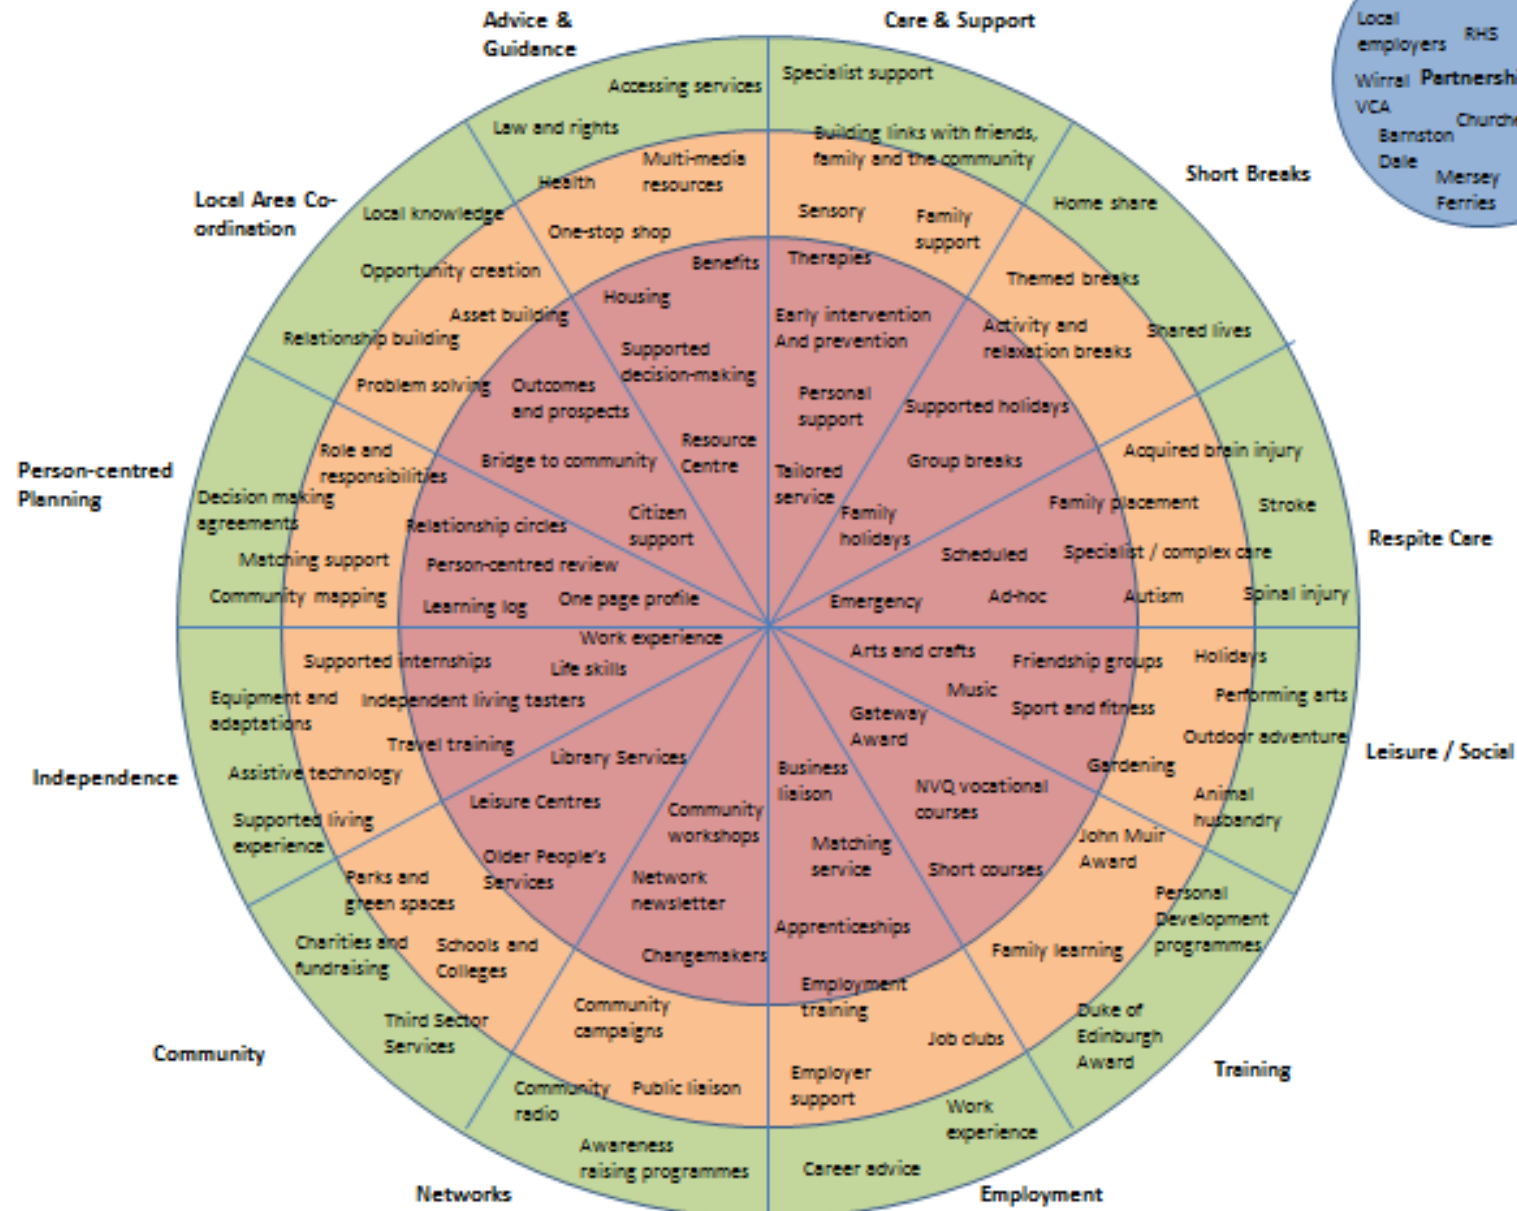 Advice &
Guidance
Accessing services
Law and rights
Multi-media
resources
Health
One-stop shop
Benefits
Housing
Supported
decision-making
Resource
Centre
Care & Support
Specialist support
Building links with friends,
family and the community
Sensory
Family
support
Therapies
Early intervention
And prevention
Personal
support
Tailored
service
Local
employers
RHS
Wirral
VCA
Barnston
Dale
Mersey
Ferries
Short Breaks
Home share
Themed breaks
Shared lives
Activity and
relaxation breaks
Supported holidays
Group breaks
Family
holidays
Respite Care
Acquired brain injury
Stroke
Family placement
Scheduled
Specialist / complex care
Emergency
Ad-hoc
Autism
Spinal injury
Leisure / Social
Arts and crafts
Friendship groups
Holidays
Music
Performing arts
Sport and fitness
Outdoor adventure
Gardening
Animal
husbandry
Training
Gateway
Award
NVQ vocational
courses
John Muir
Award
Short courses
Personal
Development
programmes
Family learning
Duke of
Edinburgh
Award
Employment
Business
liaison
Matching
service
Apprenticeships
Employment
training
Job clubs
Employer
support
Work
experience
Career advice
Networks
Community
workshops
Network
newsletter
Changemakers
Community
campaigns
Community
radio
Public liaison
Awareness
raising programmes
Community
Library Services
Leisure Centres
Older People's
Services
Parks and
green spaces
Charities and
fundraising
Schools and
Colleges
Third Sector
Services
Independence
Work experience
Life skills
Supported internships
Equipment and
adaptations
Independent living tasters
Travel training
Assistive technology
Supported living
experience
Person-centred
Planning
Role and
responsibilities
Decision making
agreements
Relationship circles
Matching support
Person-centred review
Community mapping
Learning log
One page profile
Local Area Co-
ordination
Local knowledge
Opportunity creation
Asset building
Relationship building
Problem solving
Outcomes
and prospects
Bridge to community
Citizen
support